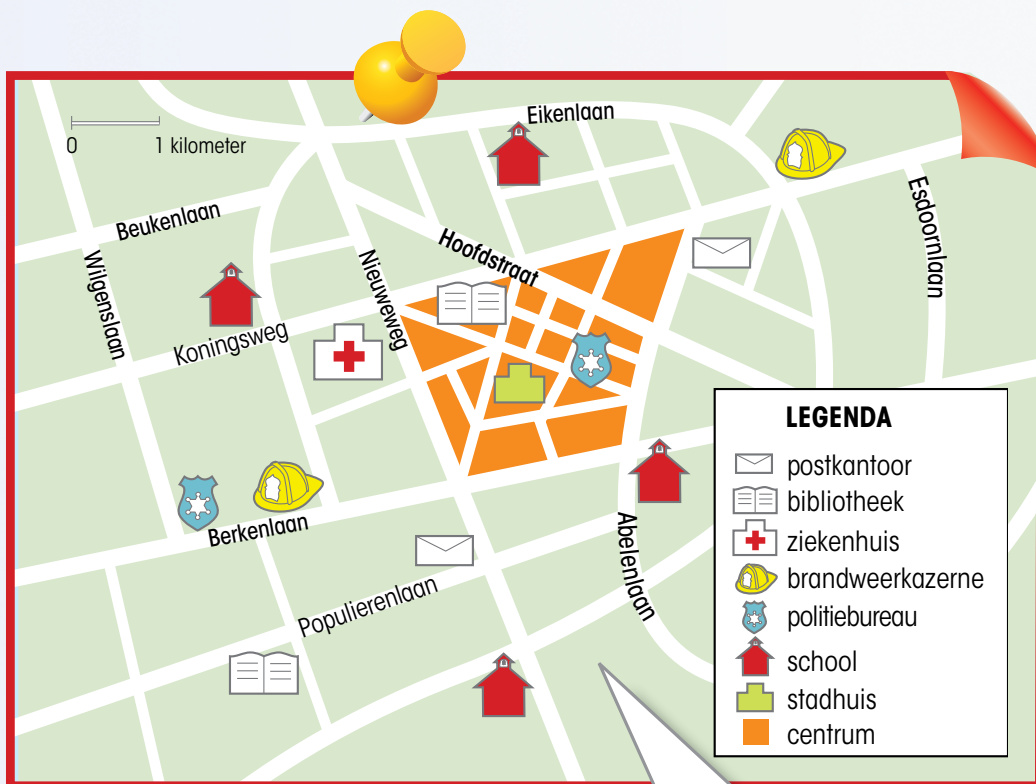 Eikenlaan
0 1 kilometer
Beukenlaan
Esdoornlaan
Wilgenslaan
Hoofdstraat
Nieuweweg
Koningsweg
Berkenlaan
Abelenlaan
Populierenlaan
LEGENDA
postkantoor
bibliotheek
ziekenhuis
brandweerkazerne
politiebureau
school
stadhuis
centrum